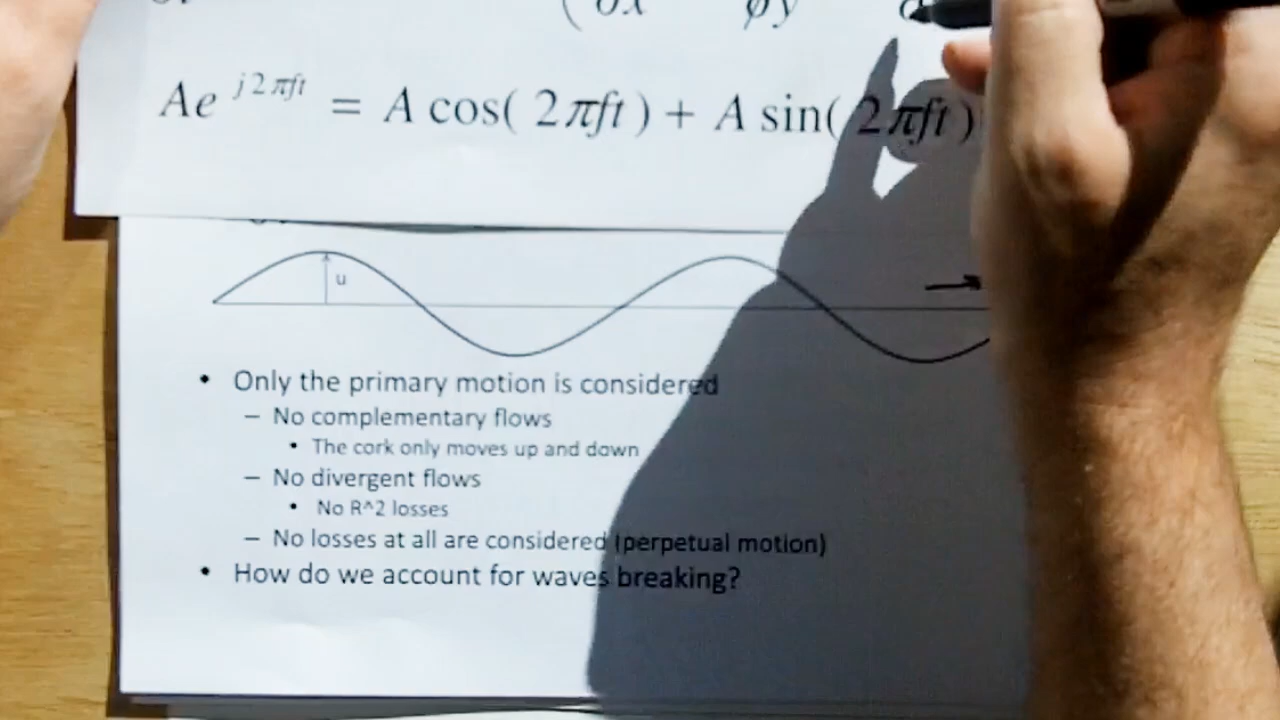 ( ∂x ∅y ∂
Ae^{j2πft} = A cos( 2πft ) + A sin( 2πft )
u
• Only the primary motion is considered
– No complementary flows
• The cork only moves up and down
– No divergent flows
• No R^2 losses
– No losses at all are considered (perpetual motion)
• How do we account for waves breaking?